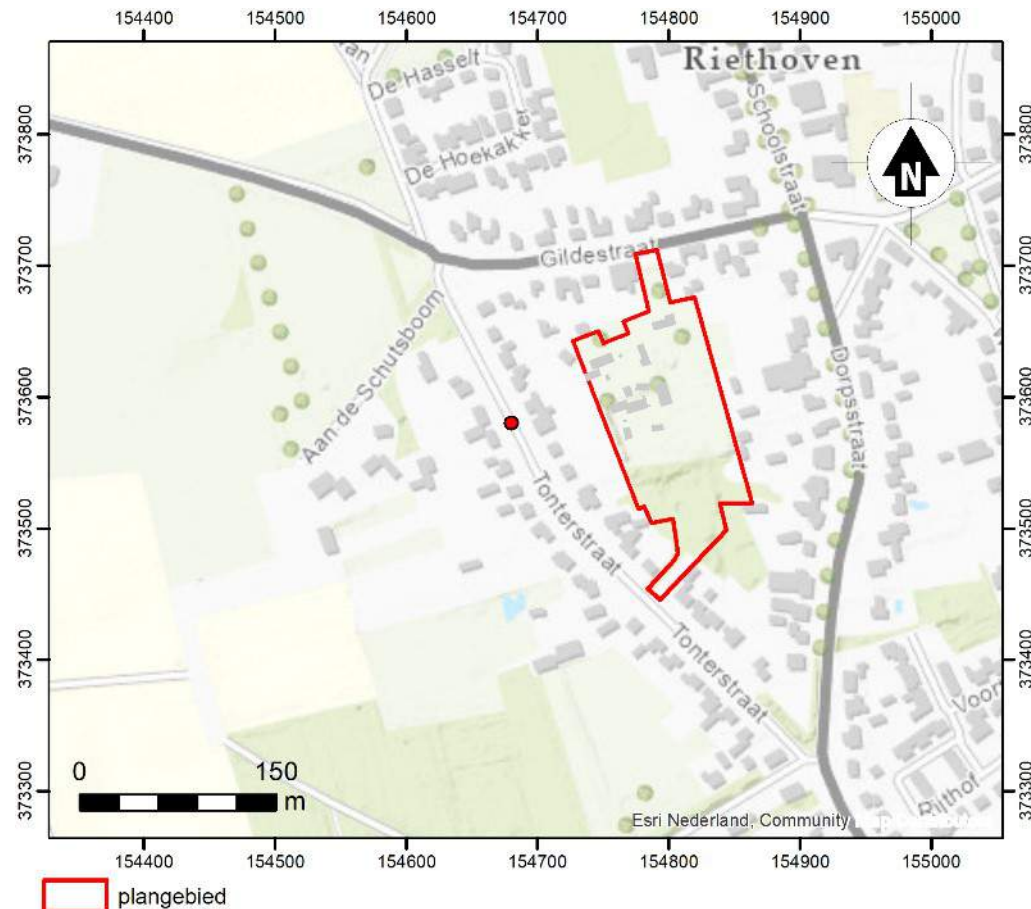 154400 154500 154600 154700 154800 154900 155000
Riethoven
De Hasselt
Schoolstraat
373800 373800
N
De Hoekakker
373700 Gildestraat 373700
Aan de Schutsboom
Dorpsstraat
373600 373600
Tonterstraat
373500 373500
Tonterstraat
373400 373400
0 150
m
373300 373300
Rijthof
Esri Nederland, Community Map
154400 154500 154600 154700 154800 154900 155000
plangebied